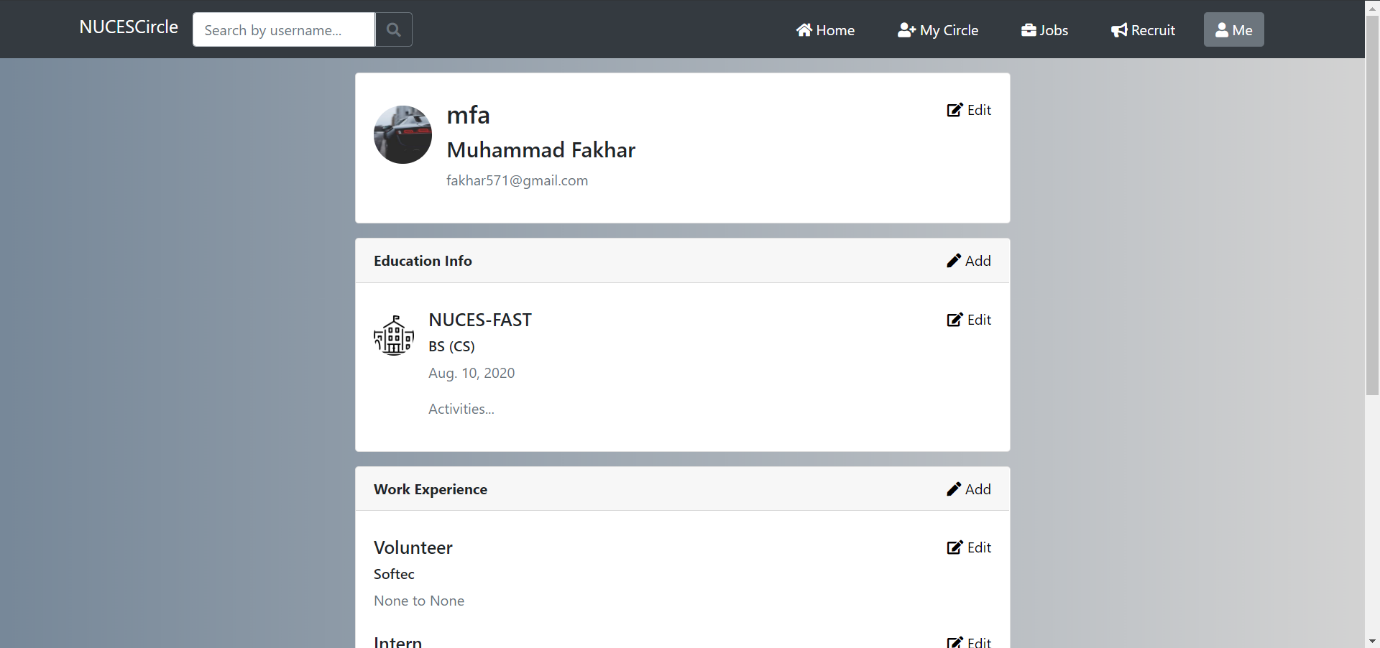 NUCESCircle Search by username... Home My Circle Jobs Recruit Me
mfa Edit
Muhammad Fakhar
fakhar571@gmail.com
Education Info Add
NUCES-FAST Edit
BS (CS)
Aug. 10, 2020
Activities...
Work Experience Add
Volunteer Edit
Softec
None to None
Intern Edit